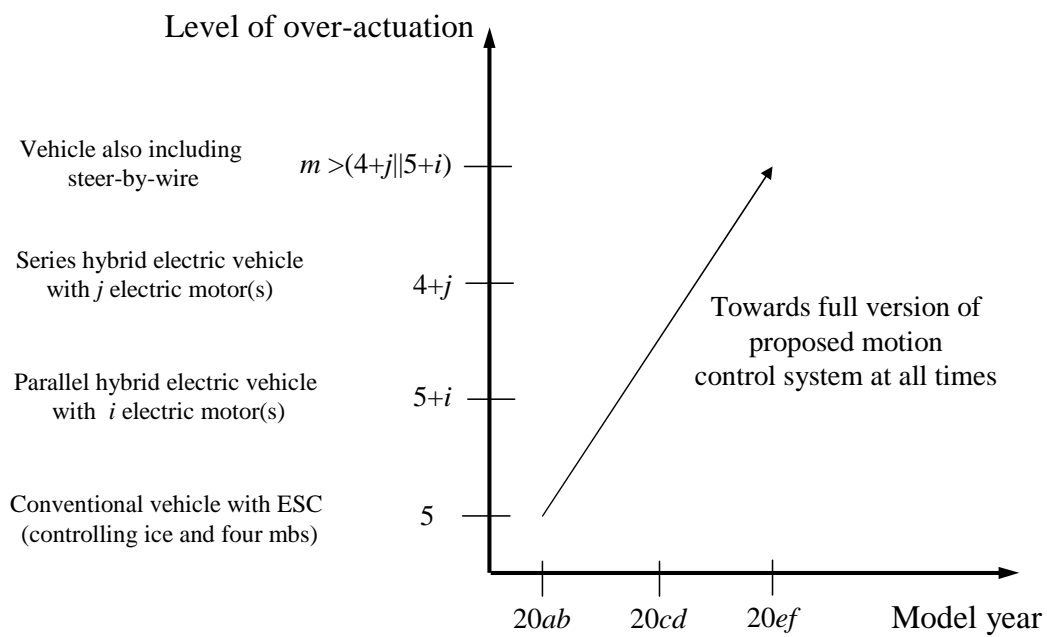 Level of over-actuation
Vehicle also including
steer-by-wire
m >(4+j||5+i)
Series hybrid electric vehicle
with j electric motor(s)
4+j
Towards full version of
proposed motion
control system at all times
Parallel hybrid electric vehicle
with i electric motor(s)
5+i
Conventional vehicle with ESC
(controlling ice and four mbs)
5
20ab
20cd
20ef
Model year